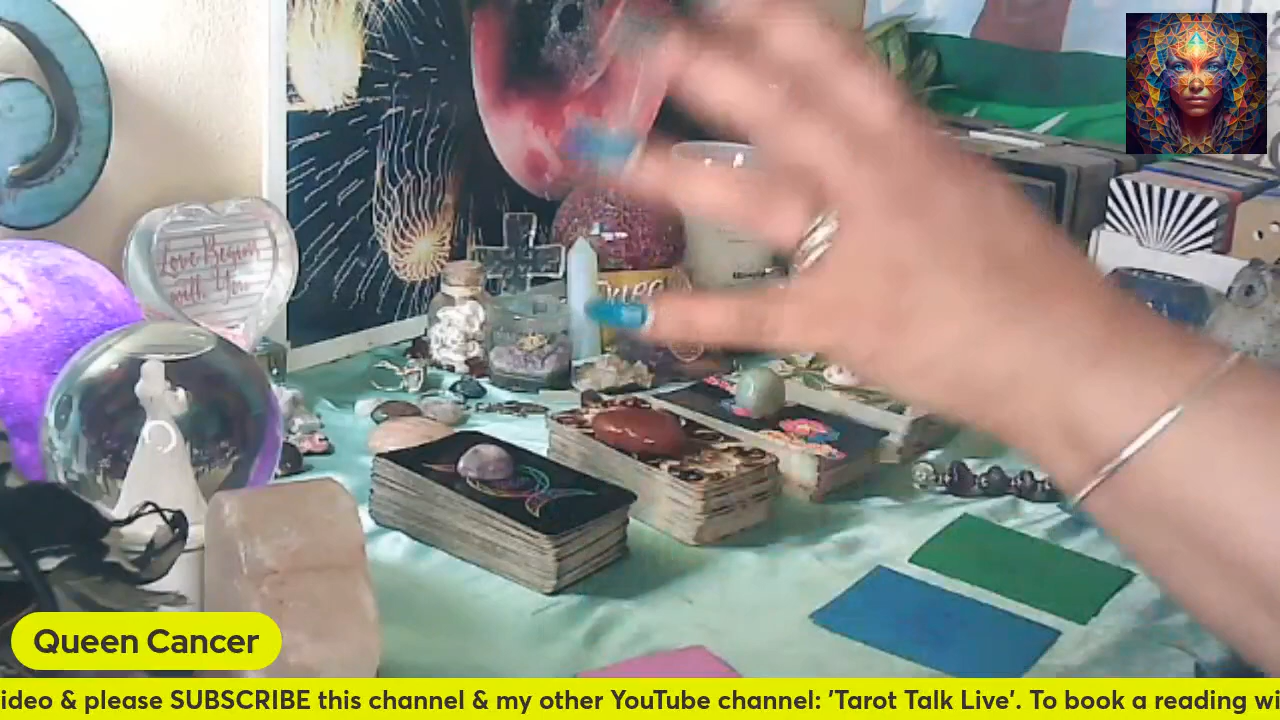 Love Begins
with You
Queen
Queen Cancer
ideo & please SUBSCRIBE this channel & my other YouTube channel: 'Tarot Talk Live'. To book a reading wi